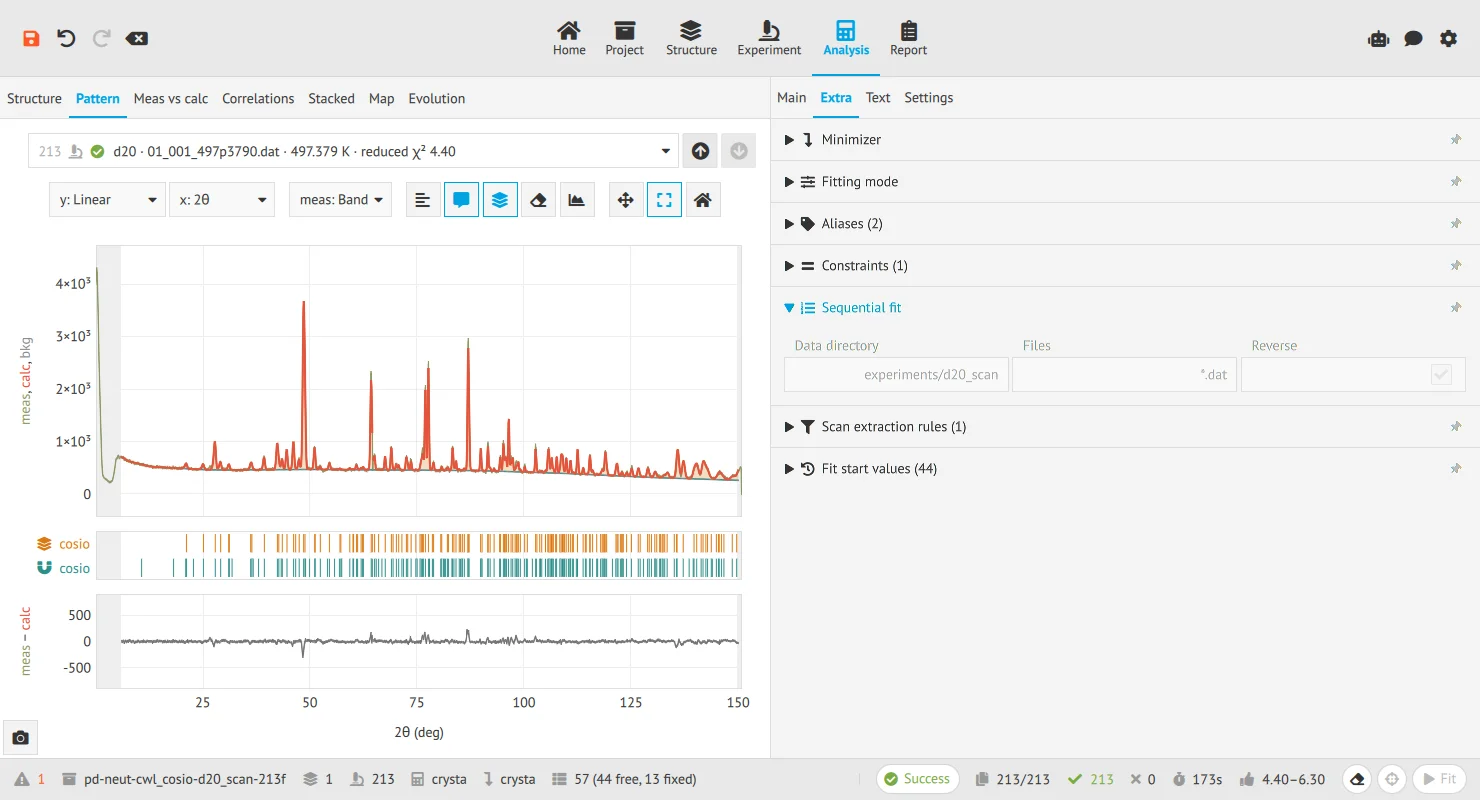 Home Project Structure Experiment Analysis Report
Structure Pattern Meas vs calc Correlations Stacked Map Evolution
Main Extra Text Settings
213 d20 · 01_001_497p3790.dat · 497.379 K · reduced χ² 4.40
y: Linear x: 2θ meas: Band
meas, calc, bkg
4×10³
3×10³
2×10³
1×10³
0
cosio
cosio
meas − calc
500
0
-500
25 50 75 100 125 150
2θ (deg)
Minimizer
Fitting mode
Aliases (2)
Constraints (1)
Sequential fit
Data directory Files Reverse
experiments/d20_scan *.dat
Scan extraction rules (1)
Fit start values (44)
1 pd-neut-cwl_cosio-d20_scan-213f 1 213 crysta crysta 57 (44 free, 13 fixed) Success 213/213 213 0 173s 4.40–6.30 Fit